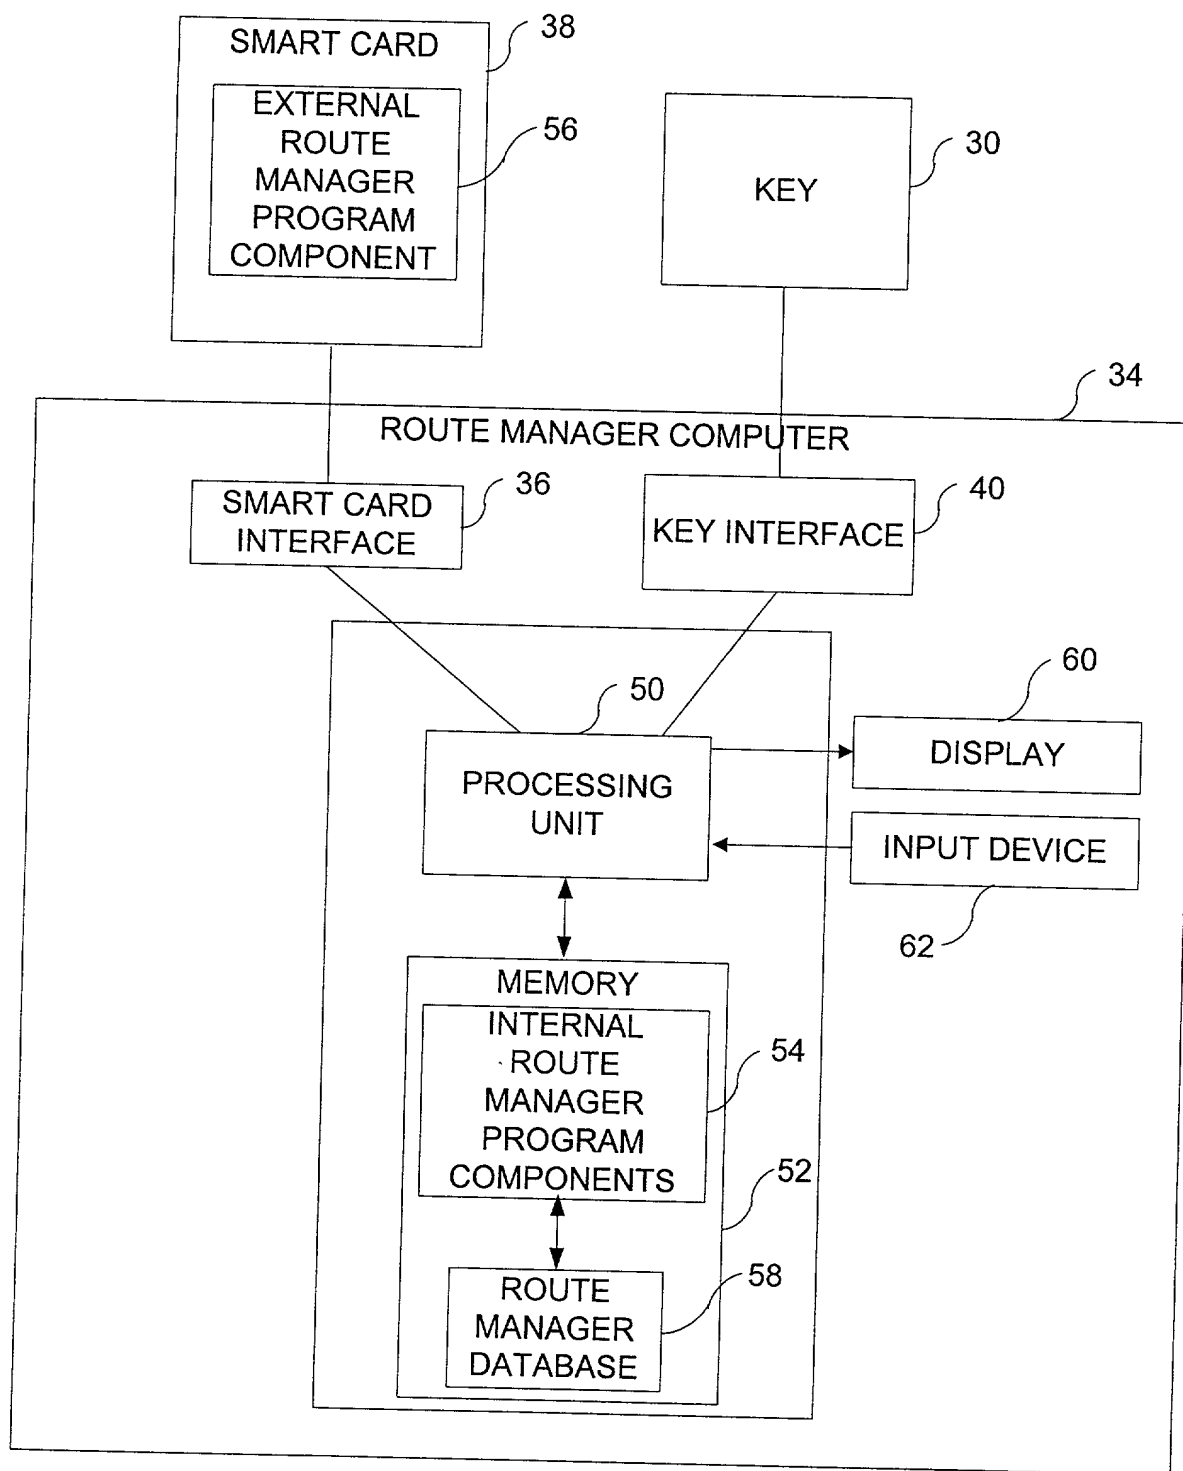 SMART CARD
38
EXTERNAL
ROUTE
MANAGER
PROGRAM
COMPONENT
56
KEY
30
34
ROUTE MANAGER COMPUTER
SMART CARD
INTERFACE
36
KEY INTERFACE
40
50
PROCESSING
UNIT
60
DISPLAY
INPUT DEVICE
62
MEMORY
INTERNAL
ROUTE
MANAGER
PROGRAM
COMPONENTS
54
52
ROUTE
MANAGER
DATABASE
58